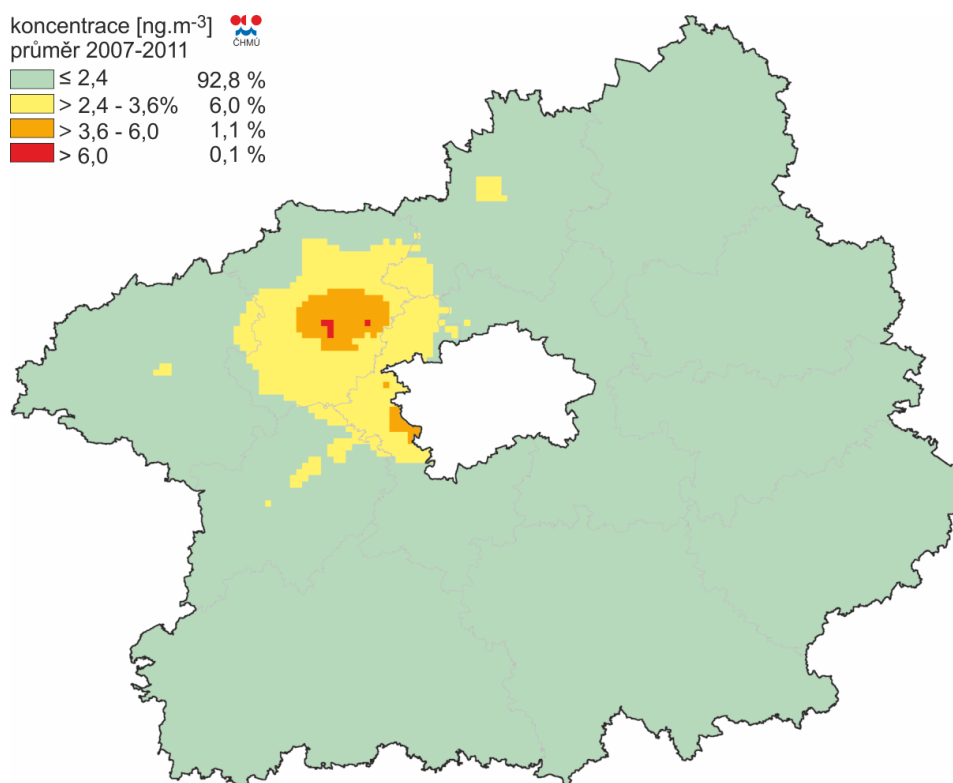 koncentrace [ng.m-3]
průměr 2007-2011
ČHMÚ
≤ 2,4 92,8 %
> 2,4 - 3,6% 6,0 %
> 3,6 - 6,0 1,1 %
> 6,0 0,1 %